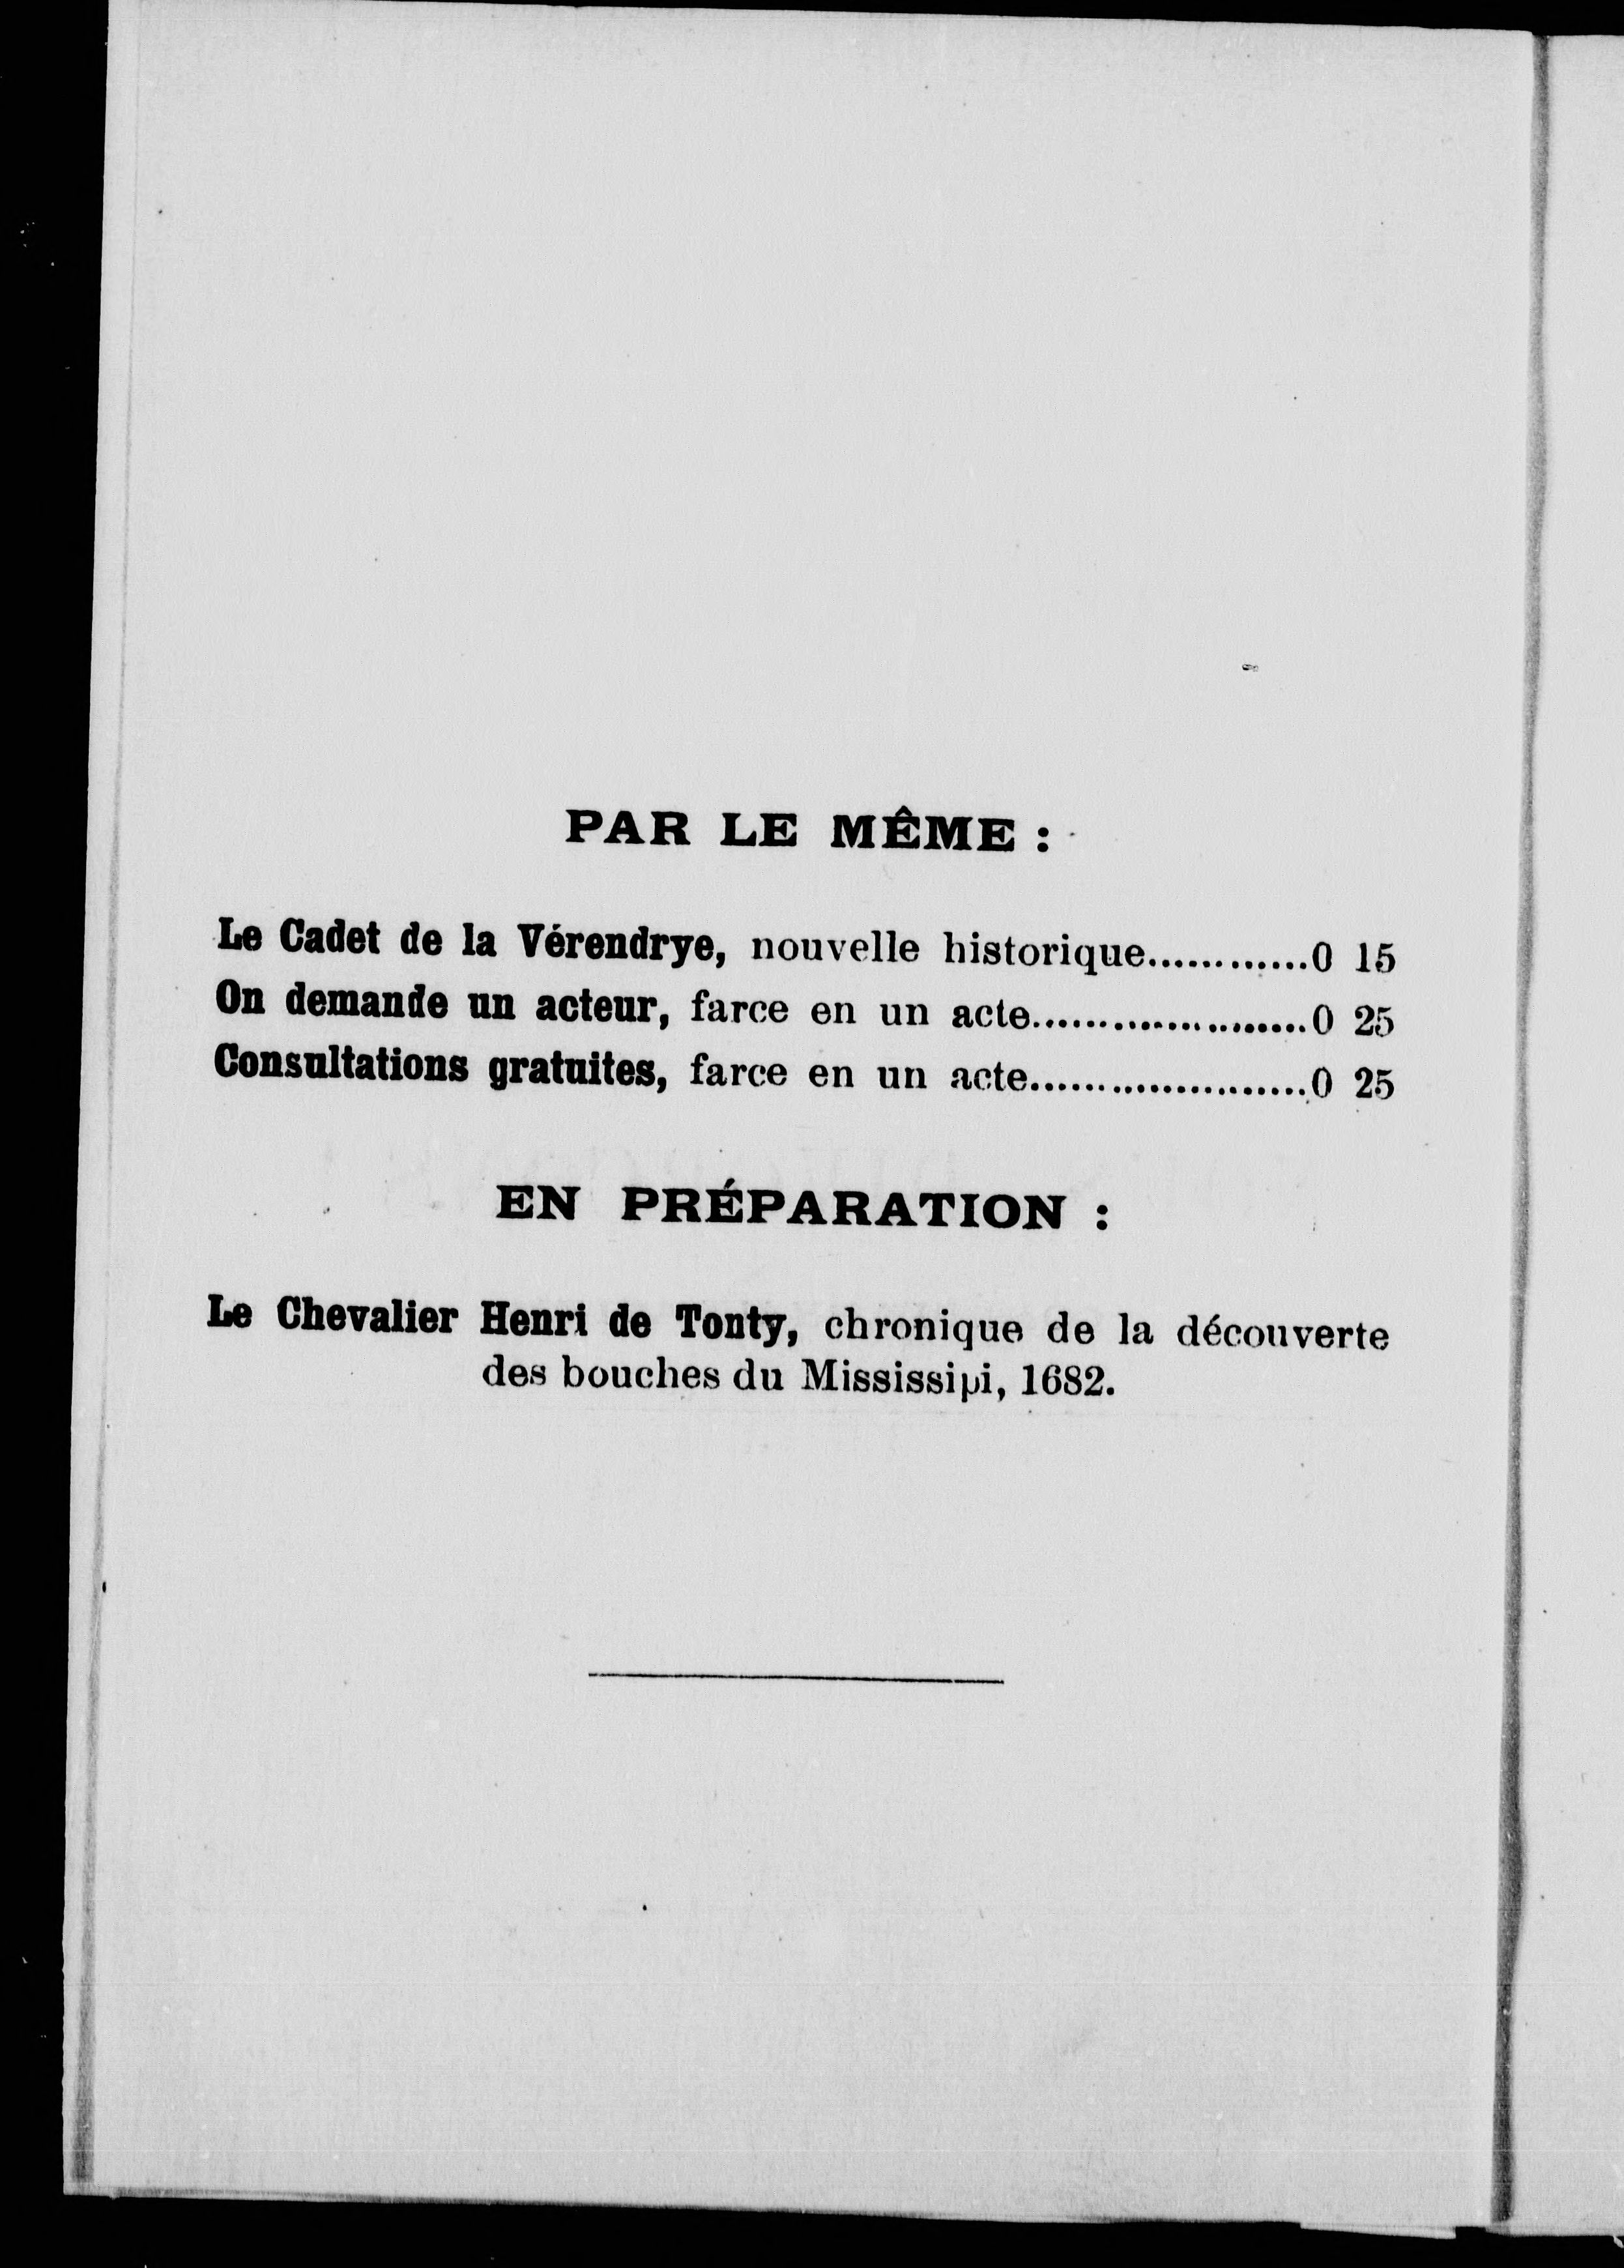 PAR LE MÊME :
Le Cadet de la Vérendrye, nouvelle historique............0 15
On demande un acteur, farce en un acte.....................0 25
Consultations gratuites, farce en un acte.....................0 25
EN PRÉPARATION :
Le Chevalier Henri de Tonty, chronique de la découverte
des bouches du Mississipi, 1682.